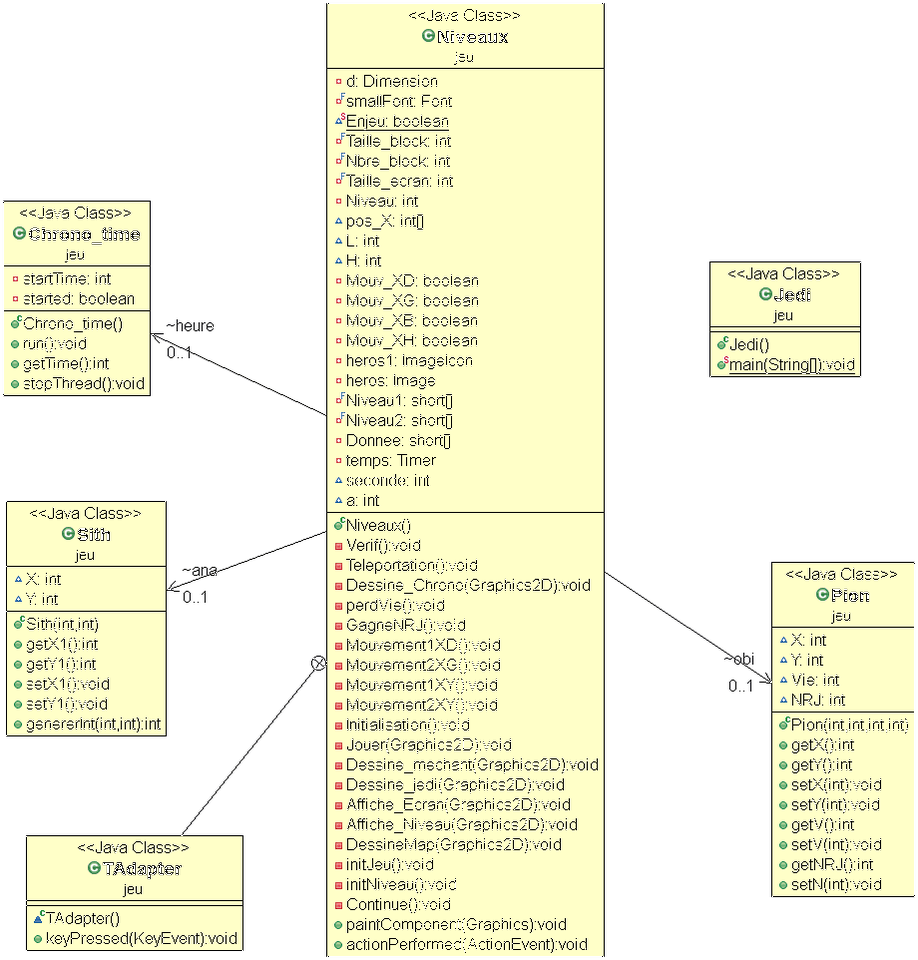 <<Java Class>>
Niveaux
jeu
d: Dimension
smallFont: Font
Enjeu: boolean
Taille_block: int
Nbre_block: int
Taille_ecran: int
Niveau: int
pos_X: int[]
L: int
H: int
Mouv_XD: boolean
Mouv_XG: boolean
Mouv_XB: boolean
Mouv_XH: boolean
heros1: ImageIcon
heros: Image
Niveau1: short[]
Niveau2: short[]
Donnee: short[]
temps: Timer
seconde: int
a: int
Niveaux()
Verif():void
Teleportation():void
Dessine_Chrono(Graphics2D):void
perdVie():void
GagneNRJ():void
Mouvement1XD():void
Mouvement2XG():void
Mouvement1XY():void
Mouvement2XY():void
Initialisation():void
Jouer(Graphics2D):void
Dessine_mechant(Graphics2D):void
Dessine_jedi(Graphics2D):void
Affiche_Ecran(Graphics2D):void
Affiche_Niveau(Graphics2D):void
DessineMap(Graphics2D):void
initJeu():void
initNiveau():void
Continue():void
paintComponent(Graphics):void
actionPerformed(ActionEvent):void
<<Java Class>>
Chrono_time
jeu
startTime: int
started: boolean
Chrono_time()
run():void
getTime():int
stopThread():void
~heure
0..1
<<Java Class>>
Jedi
jeu
Jedi()
main(String[]):void
<<Java Class>>
Sith
jeu
X: int
Y: int
Sith(int,int)
getX1():int
getY1():int
setX1():void
setY1():void
genererInt(int,int):int
~ana
0..1
<<Java Class>>
Pion
jeu
X: int
Y: int
Vie: int
NRJ: int
Pion(int,int,int,int)
getX():int
getY():int
setX(int):void
setY(int):void
getV():int
setV(int):void
getNRJ():int
setN(int):void
~obi
0..1
<<Java Class>>
TAdapter
jeu
TAdapter()
keyPressed(KeyEvent):void